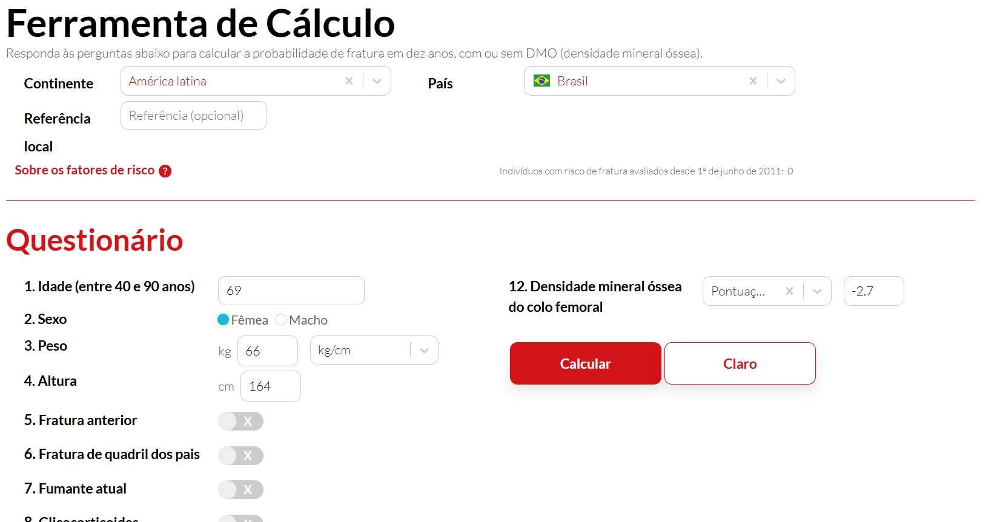 Ferramenta de Cálculo
Responda às perguntas abaixo para calcular a probabilidade de fratura em dez anos, com ou sem DMO (densidade mineral óssea).
Continente América latina País Brasil
Referência local Referência (opcional)
Sobre os fatores de risco ? Indivíduos com risco de fratura avaliados desde 1º de junho de 2011: 0
Questionário
1. Idade (entre 40 e 90 anos) 69
2. Sexo Fêmea Macho
3. Peso kg 66 kg/cm
4. Altura cm 164
5. Fratura anterior X
6. Fratura de quadril dos pais X
7. Fumante atual X
8. Glicocorticoides X
12. Densidade mineral óssea
do colo femoral Pontuaç... -2.7
Calcular Claro